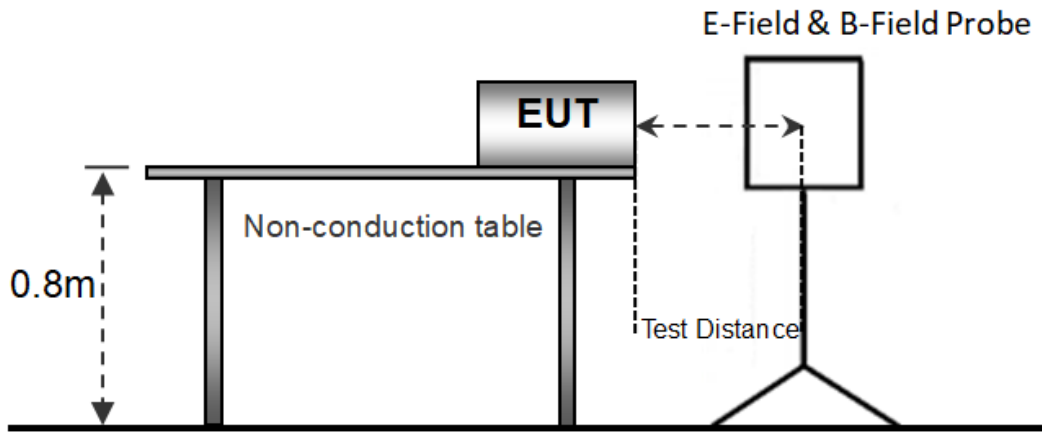 E-Field & B-Field Probe
EUT
Non-conduction table
0.8m
Test Distance